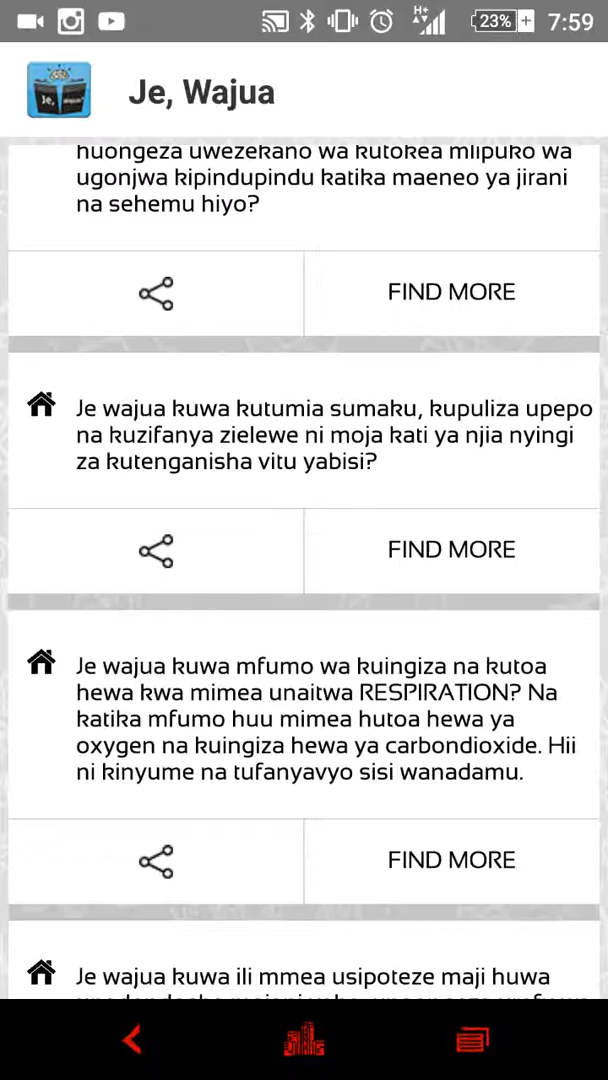 H+
23%
7:59
Je, Wajua
huongeza uwezekano wa kutokea mlipuko wa
ugonjwa kipindupindu katika maeneo ya jirani
na sehemu hiyo?
FIND MORE
Je wajua kuwa kutumia sumaku, kupuliza upepo
na kuzifanya zielewe ni moja kati ya njia nyingi
za kutenganisha vitu yabisi?
FIND MORE
Je wajua kuwa mfumo wa kuingiza na kutoa
hewa kwa mimea unaitwa RESPIRATION? Na
katika mfumo huu mimea hutoa hewa ya
oxygen na kuingiza hewa ya carbondioxide. Hii
ni kinyume na tufanyavyo sisi wanadamu.
FIND MORE
Je wajua kuwa ili mmea usipoteze maji huwa